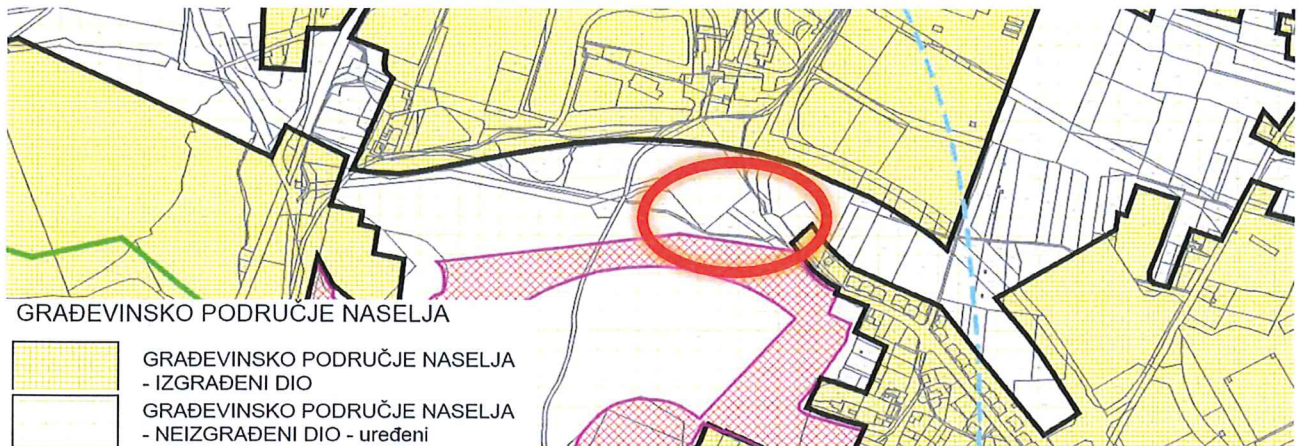 GRAĐEVINSKO PODRUČJE NASELJA
GRAĐEVINSKO PODRUČJE NASELJA
- IZGRAĐENI DIO
GRAĐEVINSKO PODRUČJE NASELJA
- NEIZGRAĐENI DIO - uređeni